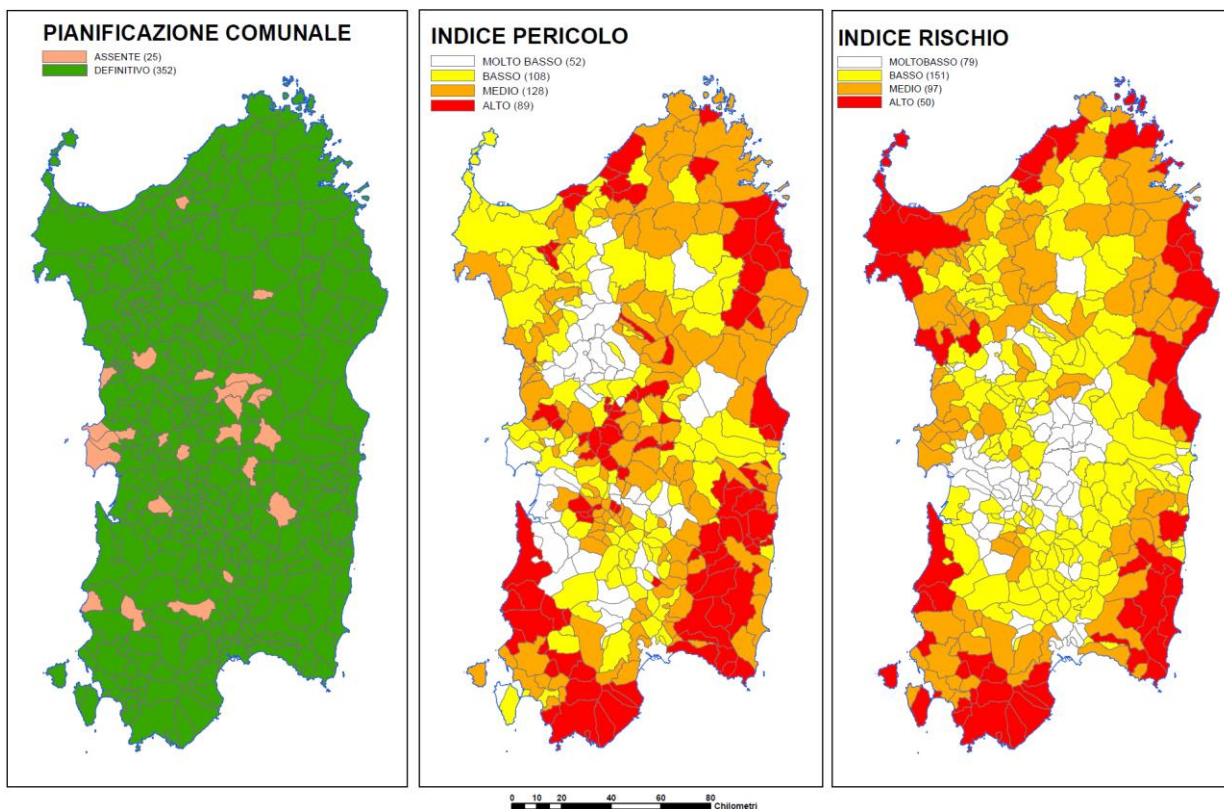 PIANIFICAZIONE COMUNALE
ASSENTE (25)
DEFINITIVO (352)
INDICE PERICOLO
MOLTO BASSO (52)
BASSO (108)
MEDIO (128)
ALTO (89)
INDICE RISCHIO
MOLTOBASSO (79)
BASSO (151)
MEDIO (97)
ALTO (50)
0 10 20 40 60 80
Chilometri